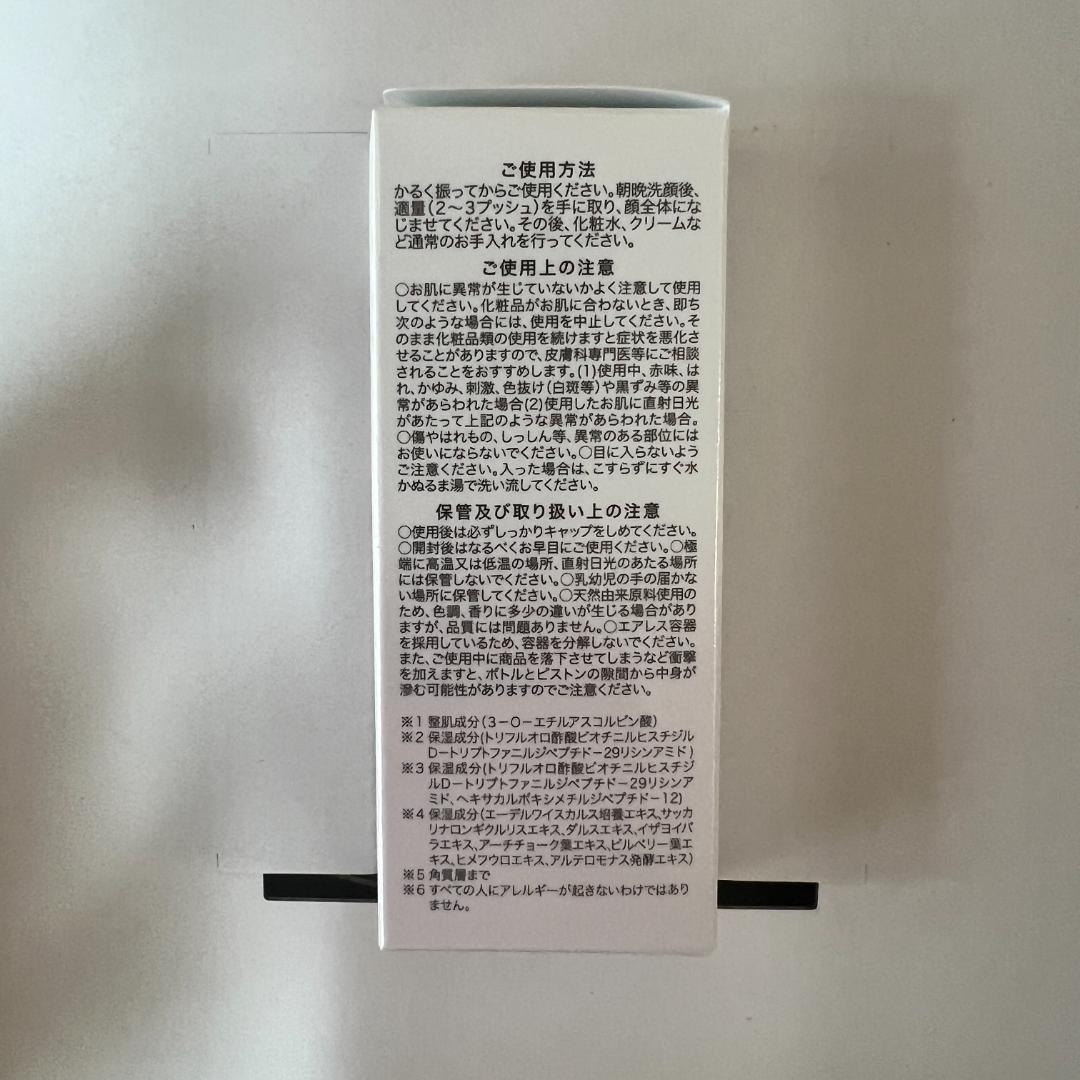 ご使用方法
かるく振ってからご使用ください。朝晩洗顔後、
適量(2〜3プッシュ)を手に取り、顔全体にな
じませてください。その後、化粧水、クリームな
ど通常のお手入れを行ってください。
ご使用上の注意
○お肌に異常が生じていないかよく注意して使用
してください。化粧品がお肌に合わないとき、即ち
次のような場合には、使用を中止してください。そ
のまま化粧品類の使用を続けますと症状を悪化さ
せることがありますので、皮膚科専門医等にご相談
されることをおすすめします。(1)使用中、赤味、は
れ、かゆみ、刺激、色抜け(白斑等)や黒ずみ等の異
常があらわれた場合(2)使用したお肌に直射日光
があたって上記のような異常があらわれた場合。
○傷やはれもの、しっしん等、異常のある部位には
お使いにならないでください。○目に入らないよう
ご注意ください。入った場合は、こすらずにすぐ水
かぬるま湯で洗い流してください。
保管及び取り扱い上の注意
○使用後は必ずしっかりキャップをしめてください。
○開封後はなるべくお早目にご使用ください。○極
端に高温又は低温の場所、直射日光のあたる場所
には保管しないでください。○乳幼児の手の届かな
い場所に保管してください。○天然由来原料使用の
ため、色調、香りに多少の違いが生じる場合があり
ますが、品質には問題ありません。○エアレス容器
を採用しているため、容器を分解しないでください。
また、ご使用中に商品を落下させてしまうなど衝撃
を加えますと、ボトルとピストンの隙間から中身が
滲む可能性がありますのでご注意ください。
※1 整肌成分(3-O-エチルアスコルビン酸)
※2 保湿成分(トリフルオロ酢酸ビオチニルヒスチジル
D-トリプトファニルジペプチド-29リシンアミド)
※3 保湿成分(トリフルオロ酢酸ビオチニルヒスチジ
ルD-トリプトファニルジペプチド-29リシンア
ミド、ヘキサカルボキシメチルジペプチド-12)
※4 保湿成分(エーデルワイスカルス培養エキス、サッカ
リナロンギクルリスエキス、ダルスエキス、イザヨイバ
ラエキス、アーチチョーク葉エキス、ビルベリー葉エ
キス、ヒメフウロエキス、アルテロモナス発酵エキス)
※5 角質層まで
※6 すべての人にアレルギーが起きないわけではあり
ません。